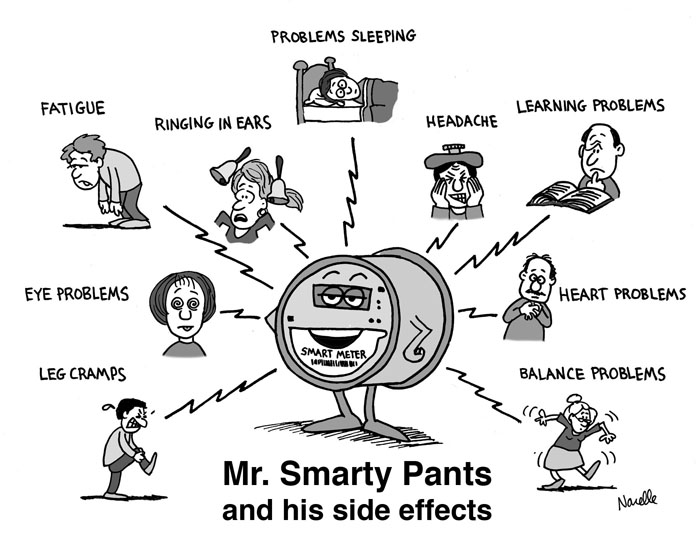 PROBLEMS SLEEPING
FATIGUE
RINGING IN EARS
HEADACHE
LEARNING PROBLEMS
EYE PROBLEMS
HEART PROBLEMS
SMART METER
LEG CRAMPS
BALANCE PROBLEMS
Mr. Smarty Pants
and his side effects
Narelle